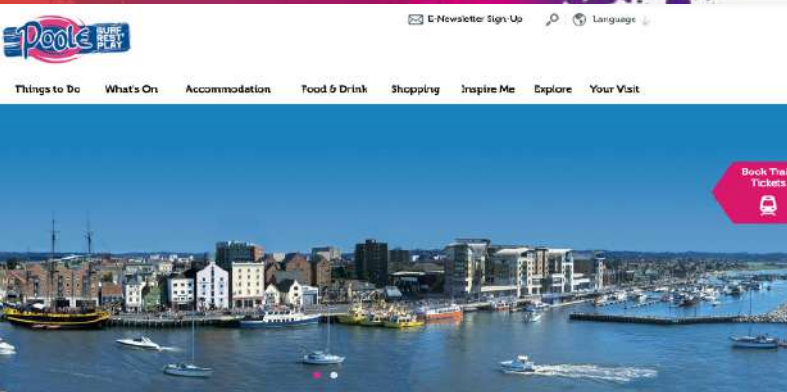 E-Newsletter Sign-Up
Language
Poole SURF REST PLAY
Things to Do What's On Accommodation Food & Drink Shopping Inspire Me Explore Your Visit
Book Trai
Tickets